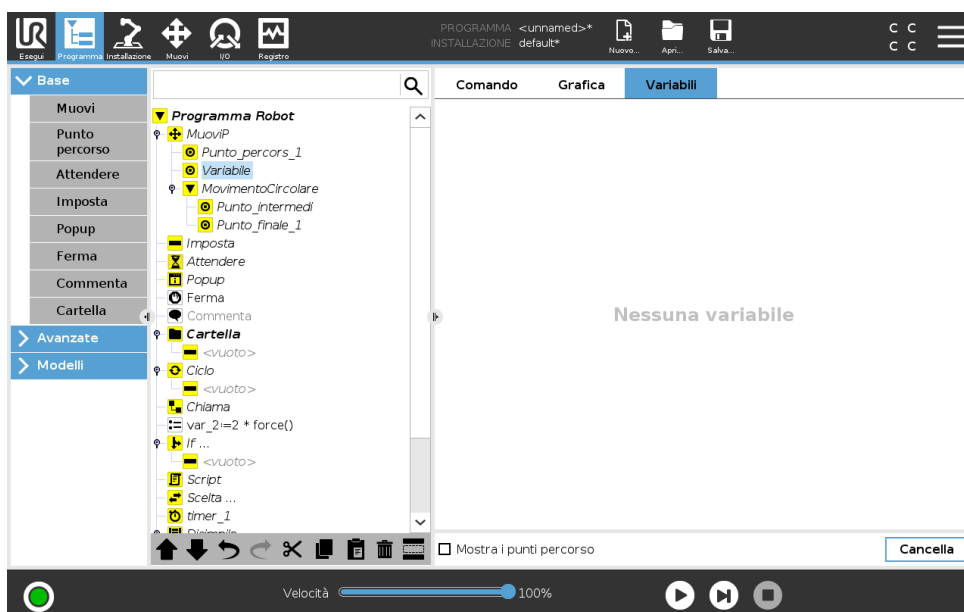 UR
Esegui
Programma
Installazione
Muovi
I/O
Registro
PROGRAMMA <unnamed>*
INSTALLAZIONE default*
Nuovo...
Apri...
Salva...
C C
C C
Base
Muovi
Punto
percorso
Attendere
Imposta
Popup
Ferma
Commenta
Cartella
Avanzate
Modelli
Programma Robot
MuoviP
Punto_percors_1
Variabile
MovimentoCircolare
Punto_intermedi
Punto_finale_1
Imposta
Attendere
Popup
Ferma
Commenta
Cartella
<vuoto>
Ciclo
<vuoto>
Chiama
var_2:=2 * force()
If ...
<vuoto>
Script
Scelta ...
timer_1
Comando
Grafica
Variabili
Nessuna variabile
Mostra i punti percorso
Cancella
Velocità
100%